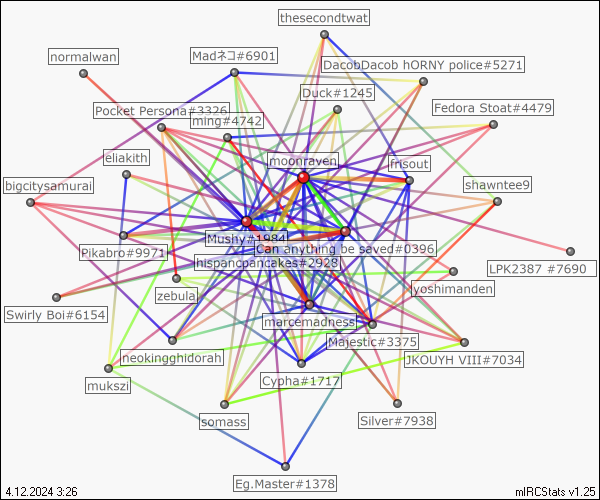 thesecondtwat
normalwan
Madネコ#6901
DacobDacob hORNY police#5271
Duck#1245
Pocket Persona#3326
Fedora Stoat#4479
ming#4742
eliakith
moonraven
frisout
bigcitysamurai
shawntee9
Mushy#1984
Can anything be saved#0396
Pikabro#9971
hispanopancakes#2928
LPK2387 #7690
zebula
yoshimanden
Swirly Boi#6154
marcemadness
Majestic#3375
neokingghidorah
JKOUYH VIII#7034
Cypha#1717
mukszi
somass
Silver#7938
Eg.Master#1378
4.12.2024 3:26
mIRCStats v1.25